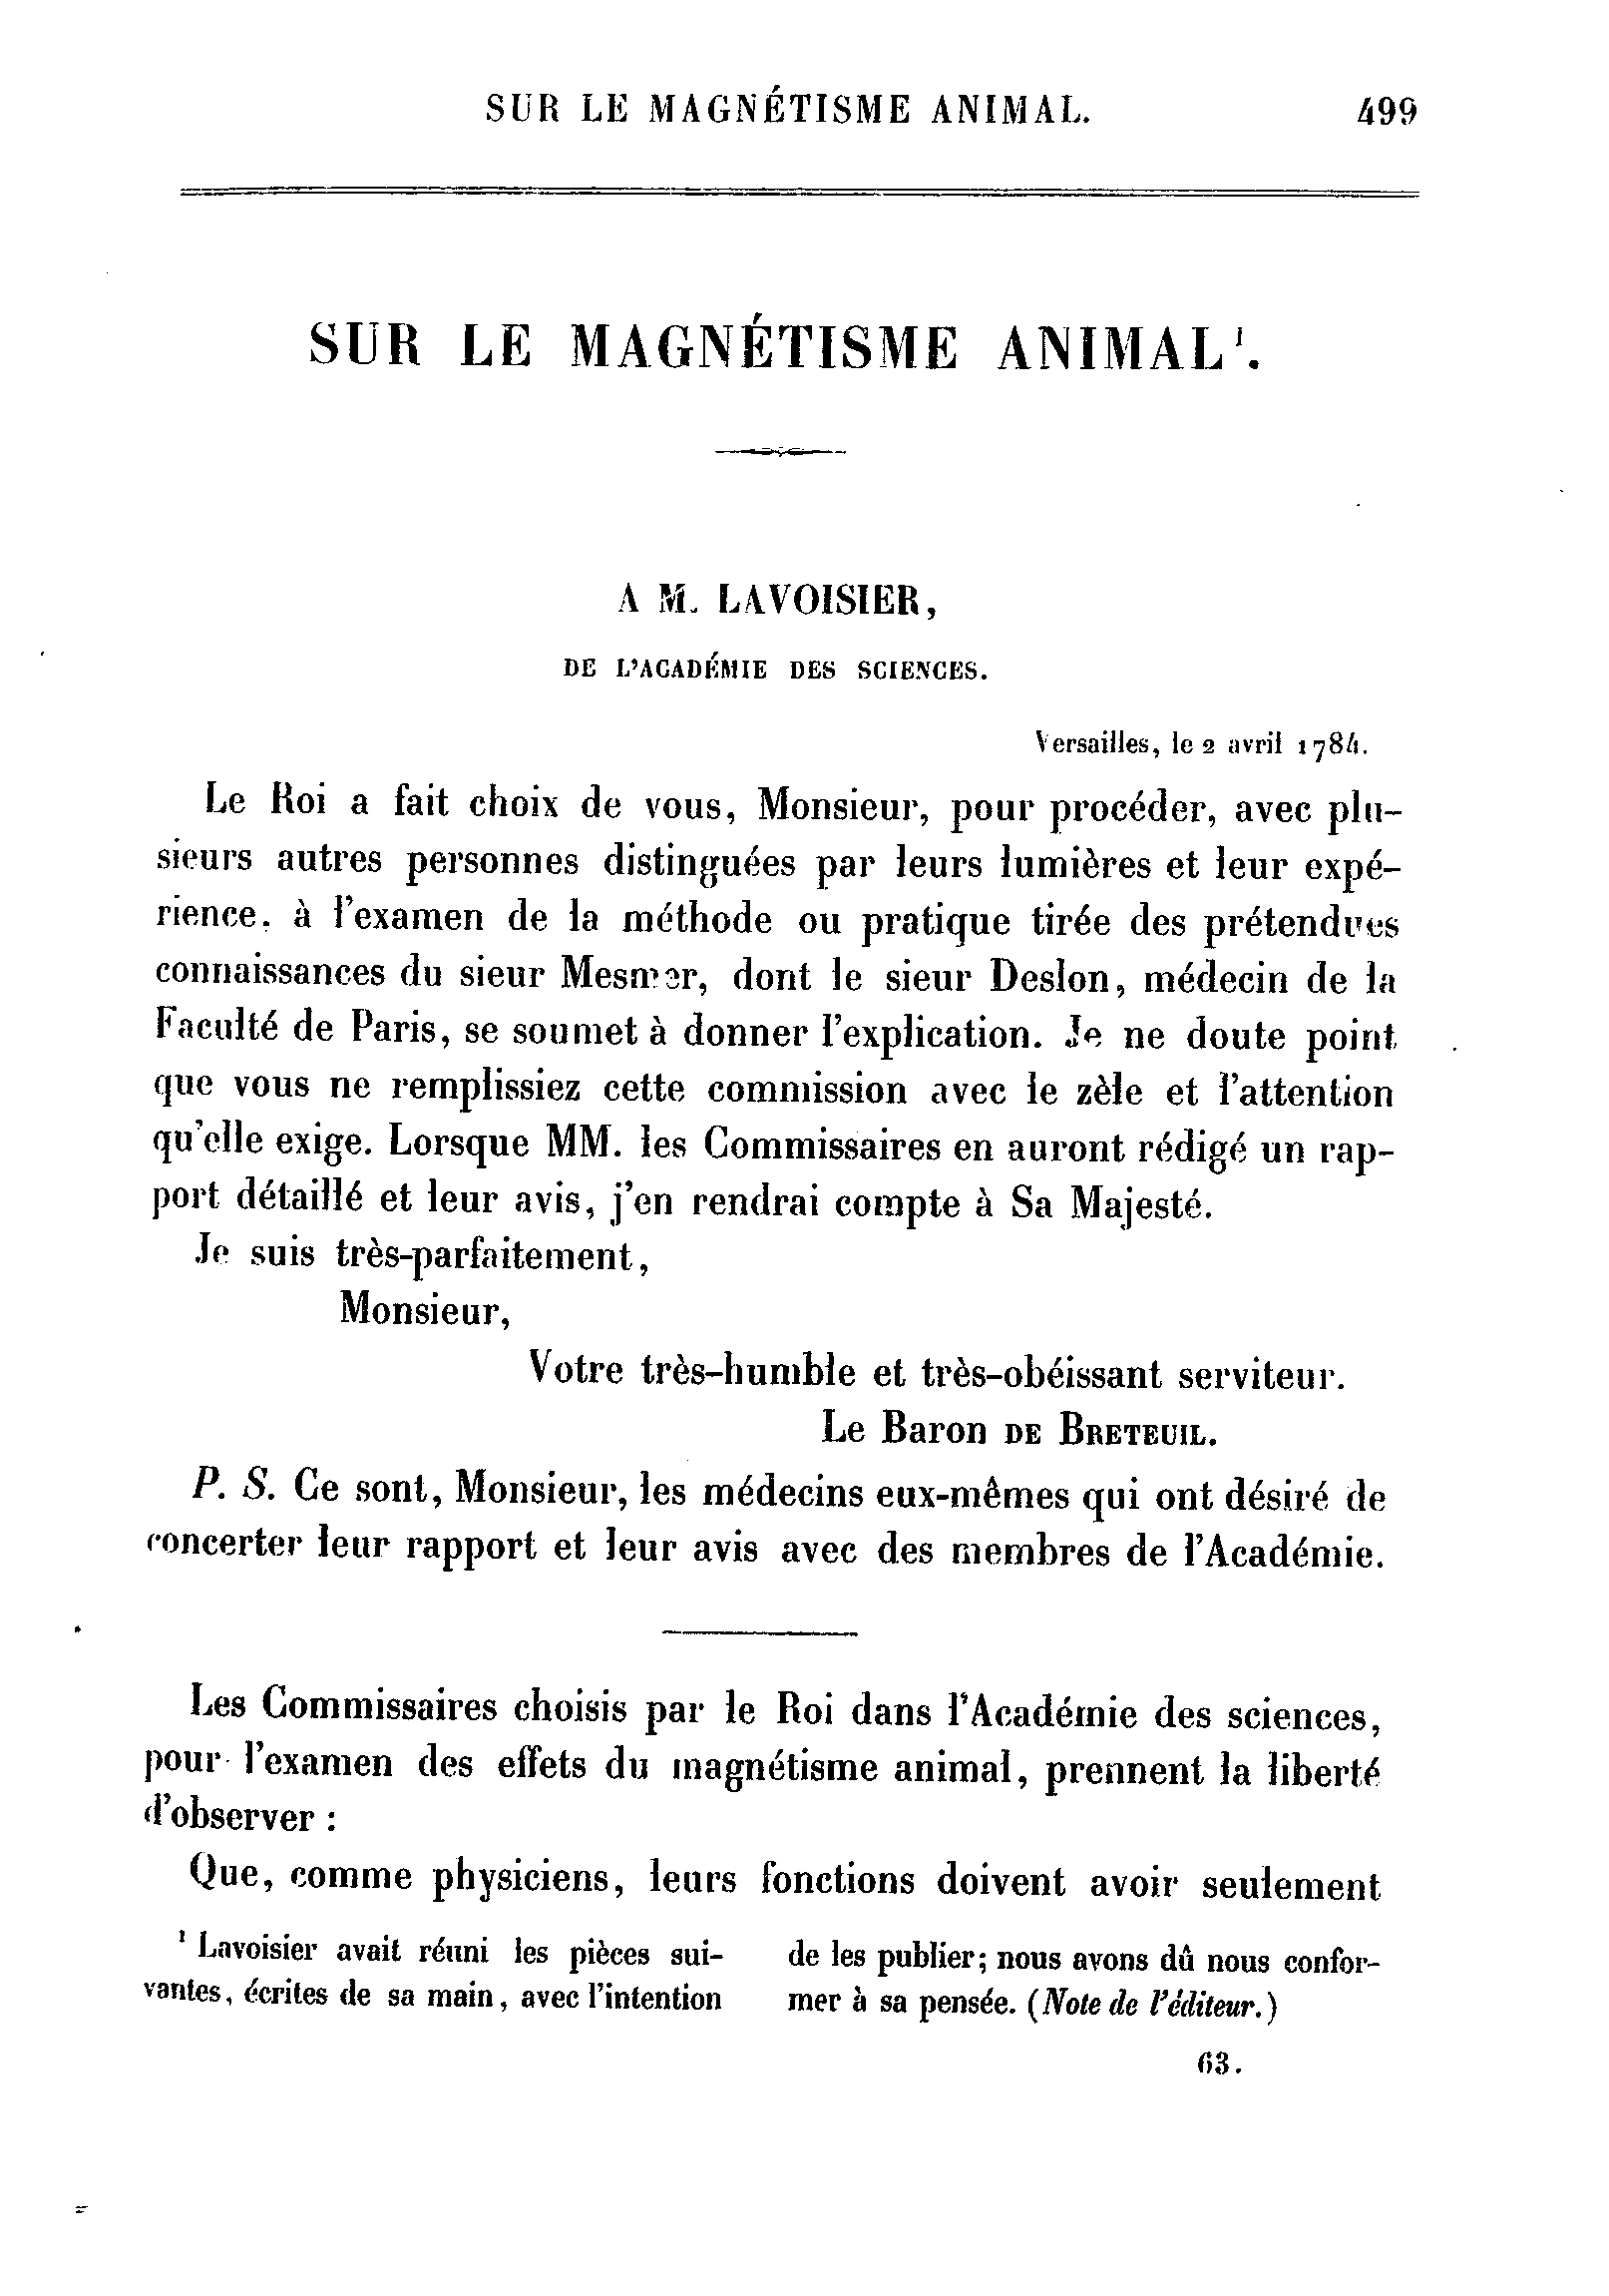 SUR LE MAGNÉTISME ANIMAL. 499
SUR LE MAGNÉTISME ANIMAL¹.
A M. LAVOISIER,
DE L'ACADÉMIE DES SCIENCES.
Versailles, le 2 avril 1784.
Le Roi a fait choix de vous, Monsieur, pour procéder, avec plu-
sieurs autres personnes distinguées par leurs lumières et leur expé-
rience, à l'examen de la méthode ou pratique tirée des prétendues
connaissances du sieur Mesmer, dont le sieur Deslon, médecin de la
Faculté de Paris, se soumet à donner l'explication. Je ne doute point
que vous ne remplissiez cette commission avec le zèle et l'attention
qu'elle exige. Lorsque MM. les Commissaires en auront rédigé un rap-
port détaillé et leur avis, j'en rendrai compte à Sa Majesté.
Je suis très-parfaitement,
Monsieur,
Votre très-humble et très-obéissant serviteur.
Le Baron DE BRETEUIL.
P. S. Ce sont, Monsieur, les médecins eux-mêmes qui ont désiré de
concerter leur rapport et leur avis avec des membres de l'Académie.
Les Commissaires choisis par le Roi dans l'Académie des sciences,
pour l'examen des effets du magnétisme animal, prennent la liberté
d'observer :
Que, comme physiciens, leurs fonctions doivent avoir seulement
¹ Lavoisier avait réuni les pièces sui-
vantes, écrites de sa main, avec l'intention
de les publier; nous avons dû nous confor-
mer à sa pensée. (Note de l'éditeur.)
63.